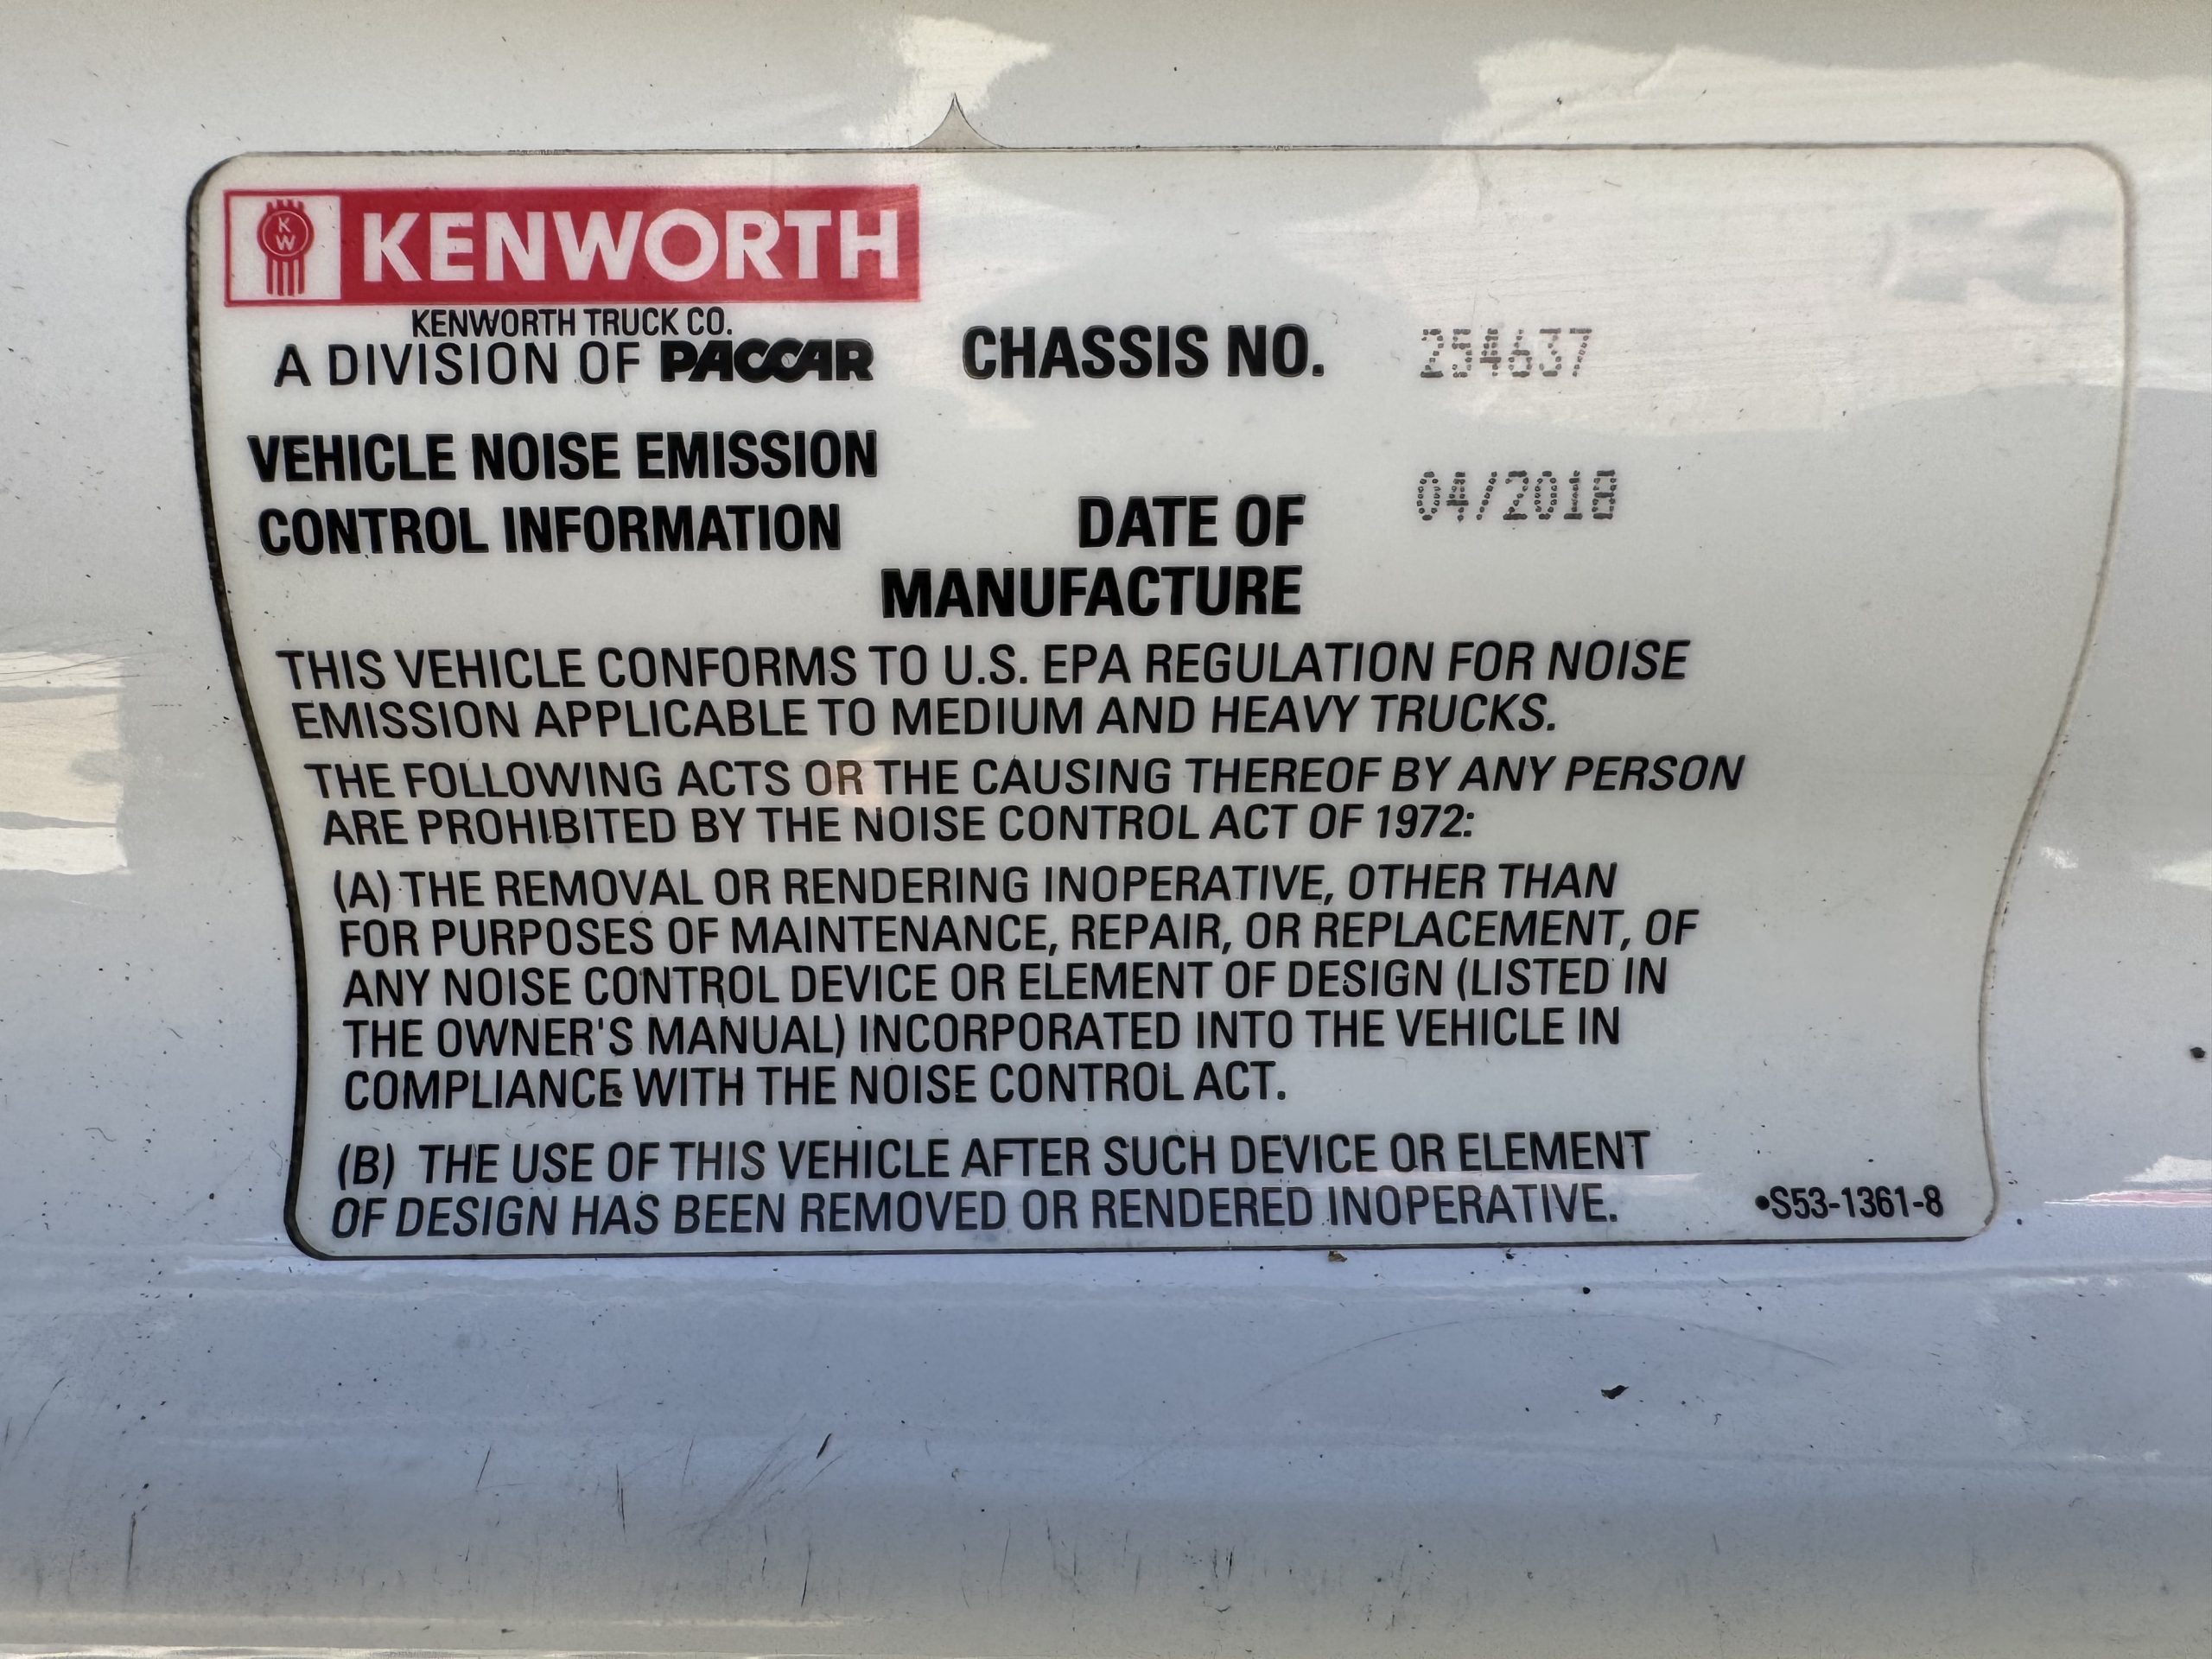 KW KENWORTH
KENWORTH TRUCK CO.
A DIVISION OF PACCAR
CHASSIS NO. 254637
VEHICLE NOISE EMISSION
CONTROL INFORMATION
DATE OF
MANUFACTURE
04/2018
THIS VEHICLE CONFORMS TO U.S. EPA REGULATION FOR NOISE
EMISSION APPLICABLE TO MEDIUM AND HEAVY TRUCKS.
THE FOLLOWING ACTS OR THE CAUSING THEREOF BY ANY PERSON
ARE PROHIBITED BY THE NOISE CONTROL ACT OF 1972:
(A) THE REMOVAL OR RENDERING INOPERATIVE, OTHER THAN
FOR PURPOSES OF MAINTENANCE, REPAIR, OR REPLACEMENT, OF
ANY NOISE CONTROL DEVICE OR ELEMENT OF DESIGN (LISTED IN
THE OWNER'S MANUAL) INCORPORATED INTO THE VEHICLE IN
COMPLIANCE WITH THE NOISE CONTROL ACT.
(B) THE USE OF THIS VEHICLE AFTER SUCH DEVICE OR ELEMENT
OF DESIGN HAS BEEN REMOVED OR RENDERED INOPERATIVE.
•S53-1361-8